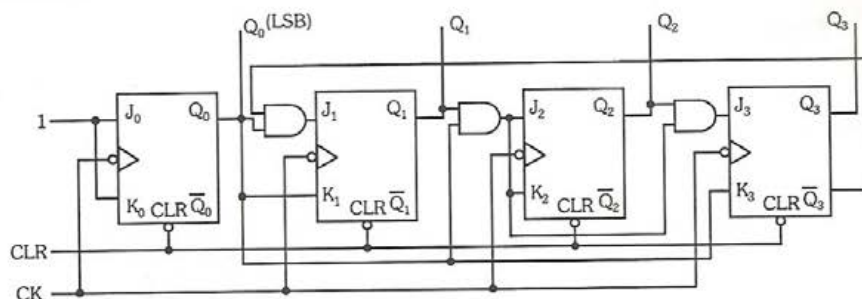 Q₀(LSB) Q₁ Q₂ Q₃
1 J₀ Q₀ J₁ Q₁ J₂ Q₂ J₃ Q₃
K₀ CLR Q̅₀ K₁ CLR Q̅₁ K₂ CLR Q̅₂ K₃ CLR Q̅₃
CLR
CK